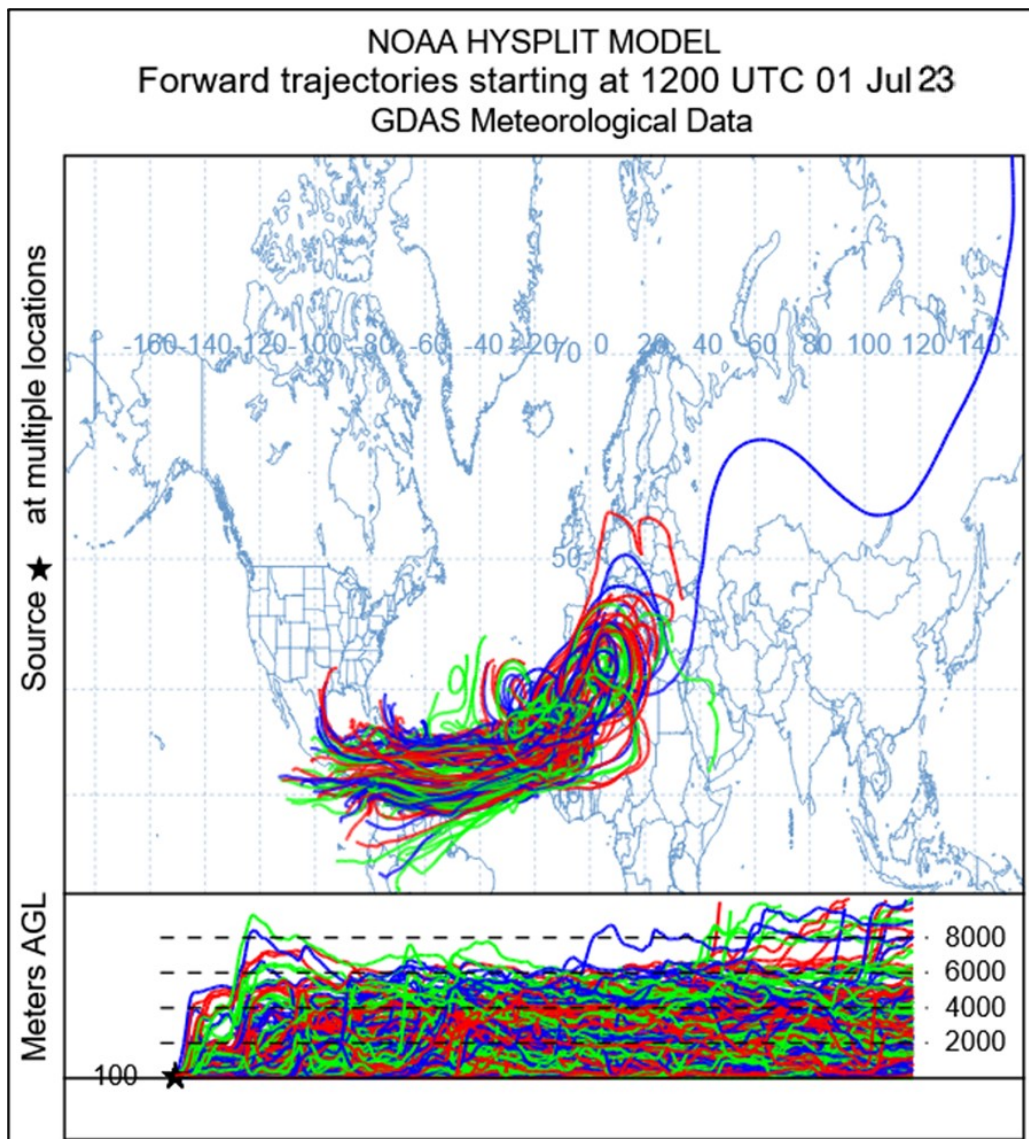 NOAA HYSPLIT MODEL
Forward trajectories starting at 1200 UTC 01 Jul 23
GDAS Meteorological Data
Source ★ at multiple locations
-160 -140 -120 -100 -80 -60 -40 -20 70 0 20 40 60 80 100 120 140
50
Meters AGL
8000
6000
4000
2000
100